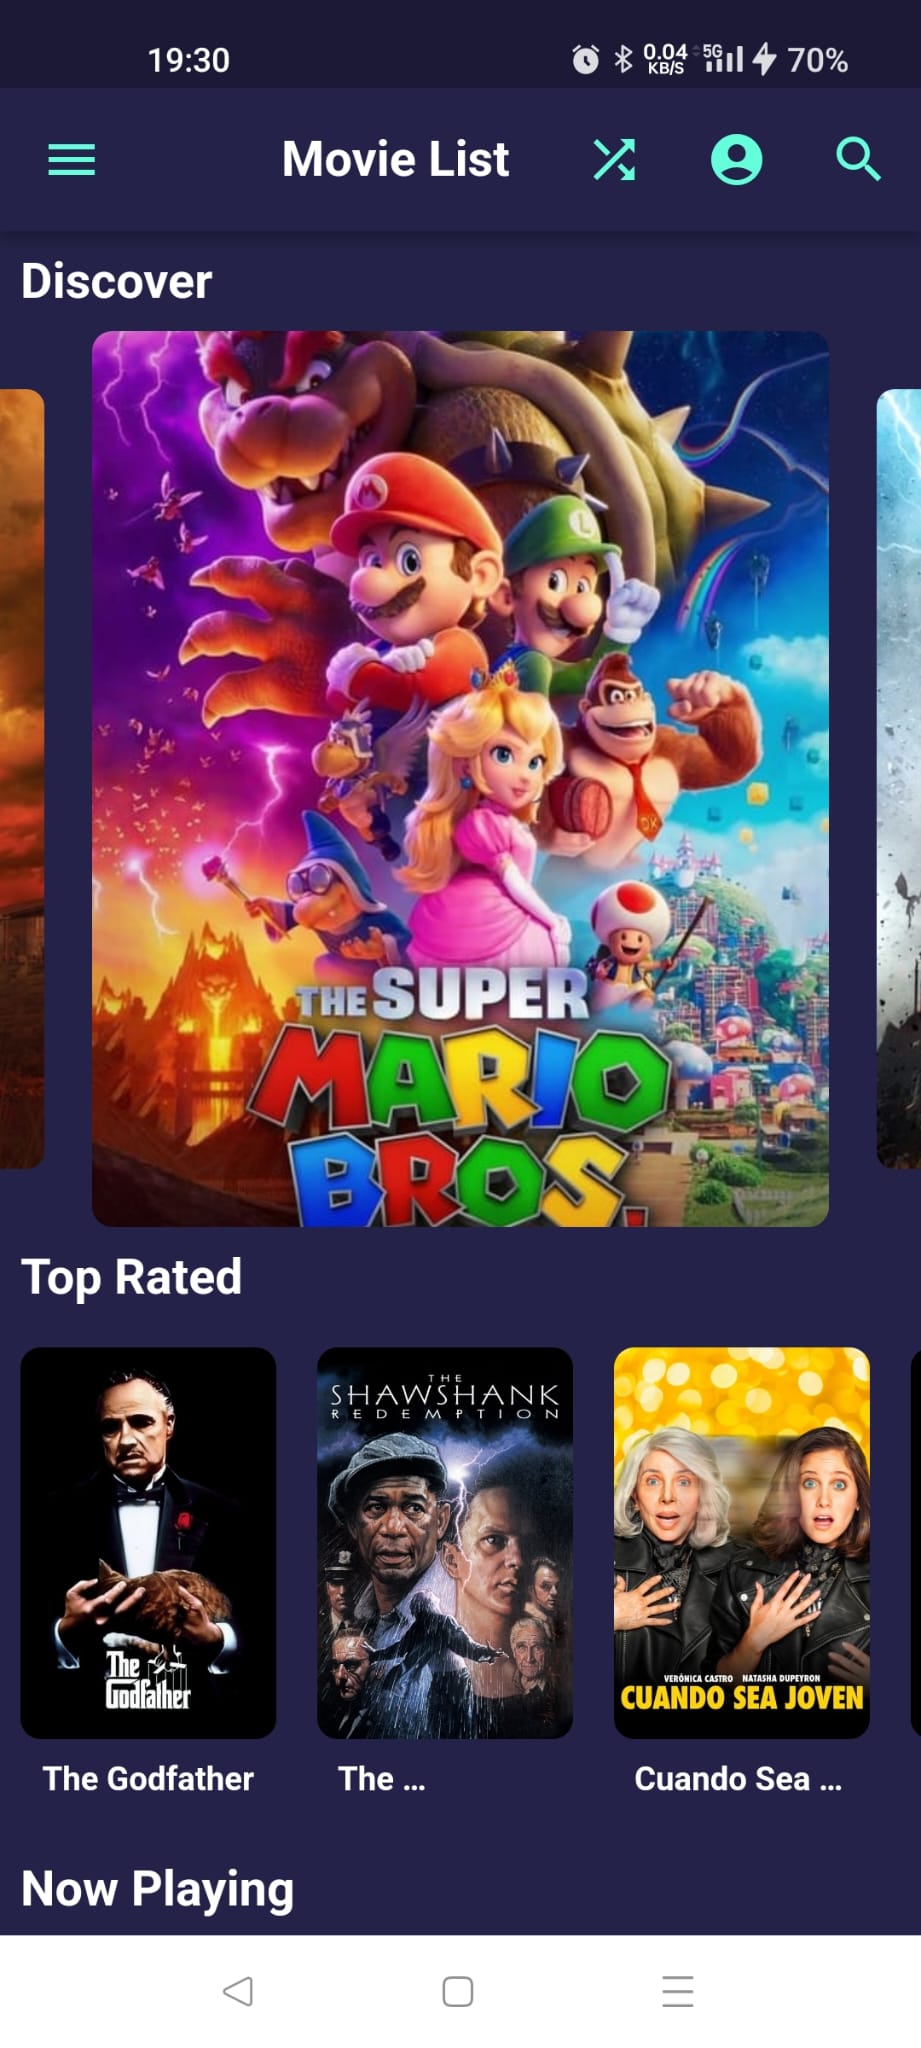 19:30
0.04
KB/S
5G
70%
Movie List
Discover
M
L
DK
THE SUPER
MARIO
BROS.
Top Rated
The
Godfather
THE
SHAWSHANK
REDEMPTION
VERÓNICA CASTRO NATASHA DUPEYRON
CUANDO SEA JOVEN
The Godfather
The ...
Cuando Sea ...
Now Playing